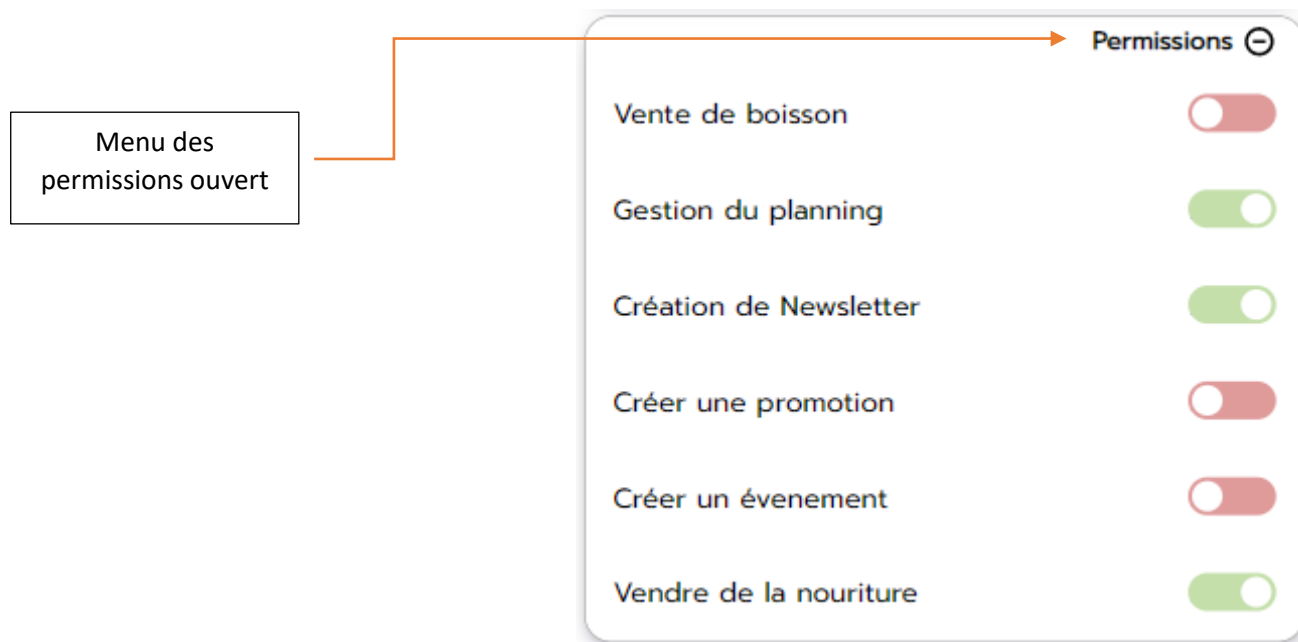 Permissions
Vente de boisson
Menu des
permissions ouvert
Gestion du planning
Création de Newsletter
Créer une promotion
Créer un évenement
Vendre de la nouriture